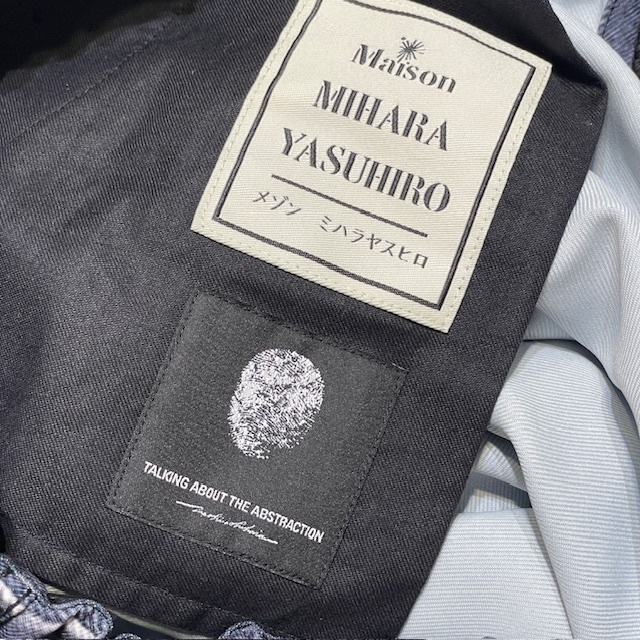 Maison
MIHARA
YASUHIRO
メゾン ミハラヤスヒロ
TALKING ABOUT THE ABSTRACTION